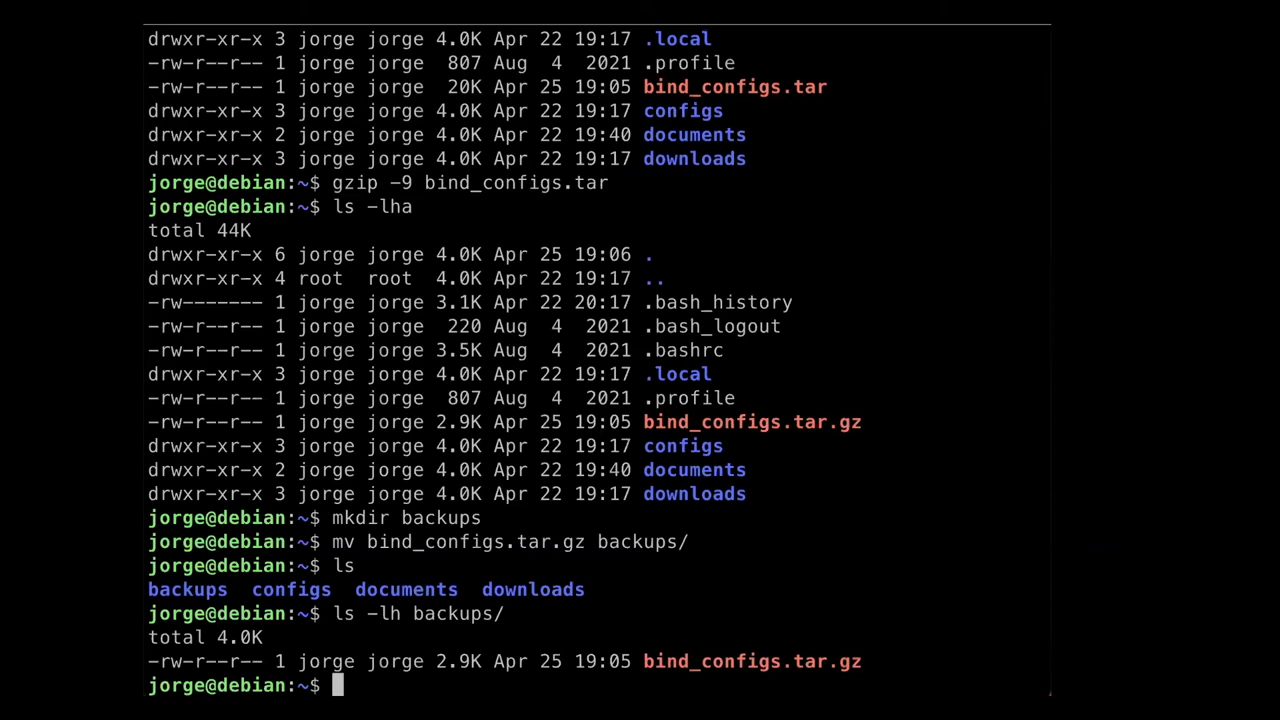 drwxr-xr-x 3 jorge jorge 4.0K Apr 22 19:17 .local
-rw-r--r-- 1 jorge jorge  807 Aug  4  2021 .profile
-rw-r--r-- 1 jorge jorge  20K Apr 25 19:05 bind_configs.tar
drwxr-xr-x 3 jorge jorge 4.0K Apr 22 19:17 configs
drwxr-xr-x 2 jorge jorge 4.0K Apr 22 19:40 documents
drwxr-xr-x 3 jorge jorge 4.0K Apr 22 19:17 downloads
jorge@debian:~$ gzip -9 bind_configs.tar
jorge@debian:~$ ls -lha
total 44K
drwxr-xr-x 6 jorge jorge 4.0K Apr 25 19:06 .
drwxr-xr-x 4 root  root  4.0K Apr 22 19:17 ..
-rw------- 1 jorge jorge 3.1K Apr 22 20:17 .bash_history
-rw-r--r-- 1 jorge jorge  220 Aug  4  2021 .bash_logout
-rw-r--r-- 1 jorge jorge 3.5K Aug  4  2021 .bashrc
drwxr-xr-x 3 jorge jorge 4.0K Apr 22 19:17 .local
-rw-r--r-- 1 jorge jorge  807 Aug  4  2021 .profile
-rw-r--r-- 1 jorge jorge 2.9K Apr 25 19:05 bind_configs.tar.gz
drwxr-xr-x 3 jorge jorge 4.0K Apr 22 19:17 configs
drwxr-xr-x 2 jorge jorge 4.0K Apr 22 19:40 documents
drwxr-xr-x 3 jorge jorge 4.0K Apr 22 19:17 downloads
jorge@debian:~$ mkdir backups
jorge@debian:~$ mv bind_configs.tar.gz backups/
jorge@debian:~$ ls
backups  configs  documents  downloads
jorge@debian:~$ ls -lh backups/
total 4.0K
-rw-r--r-- 1 jorge jorge 2.9K Apr 25 19:05 bind_configs.tar.gz
jorge@debian:~$